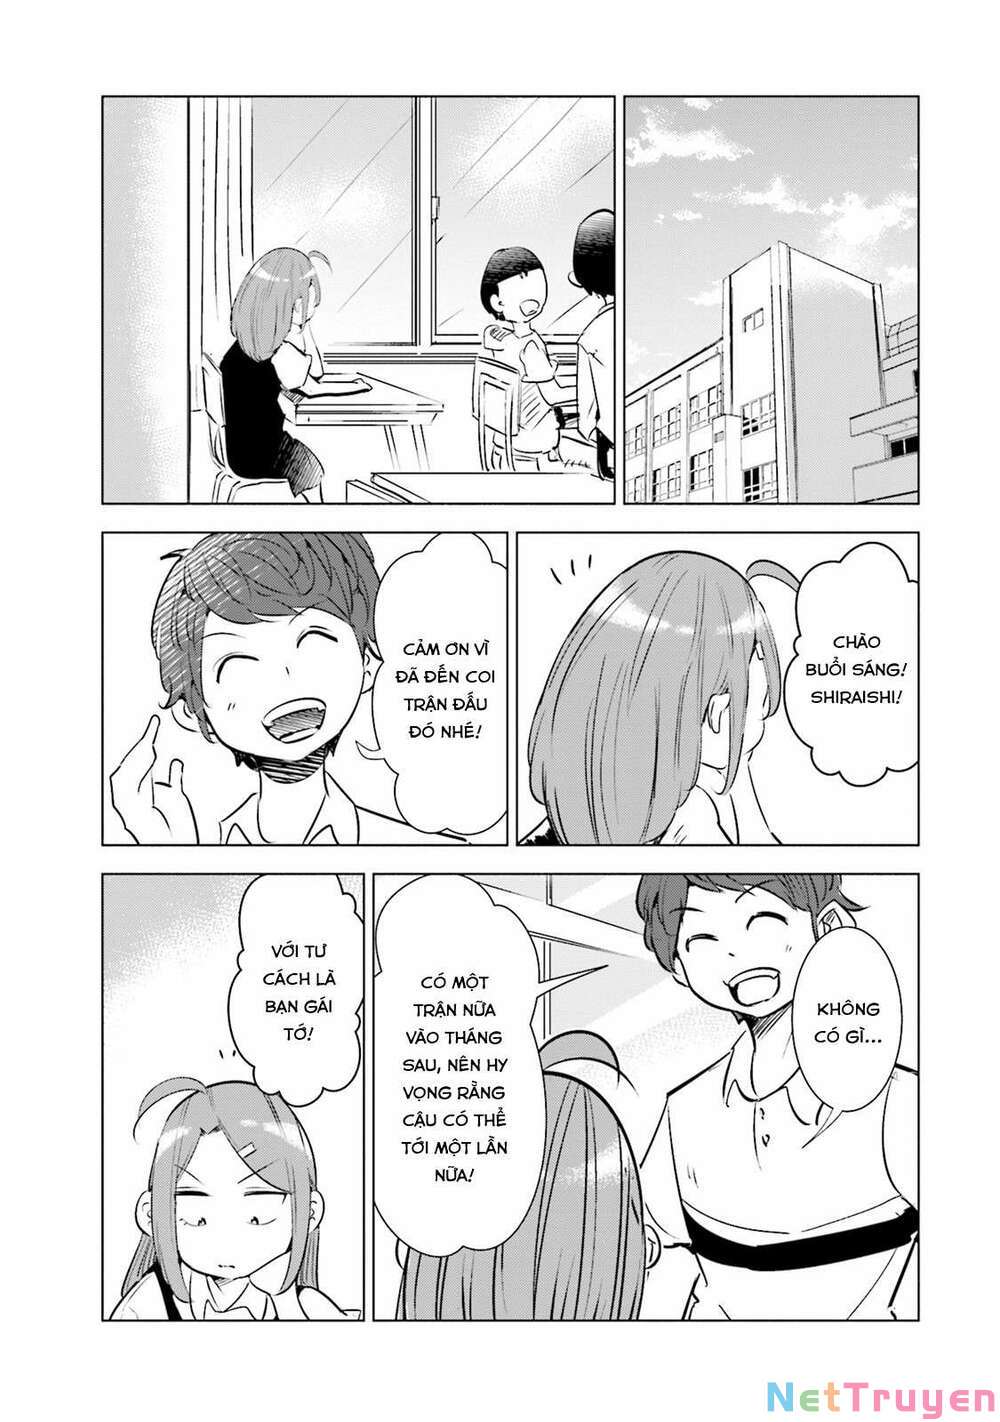 CHÀO
BUỔI SÁNG!
SHIRAISHI!
CẢM ƠN VÌ
ĐÃ ĐẾN COI
TRẬN ĐẤU
ĐÓ NHÉ!
KHÔNG
CÓ GÌ...
CÓ MỘT
TRẬN NỮA
VÀO THÁNG
SAU, NÊN HY
VỌNG RẰNG
CẬU CÓ THỂ
TỚI MỘT LẦN
NỮA!
VỚI TƯ
CÁCH LÀ
BẠN GÁI
TỚ!
NetTruyen